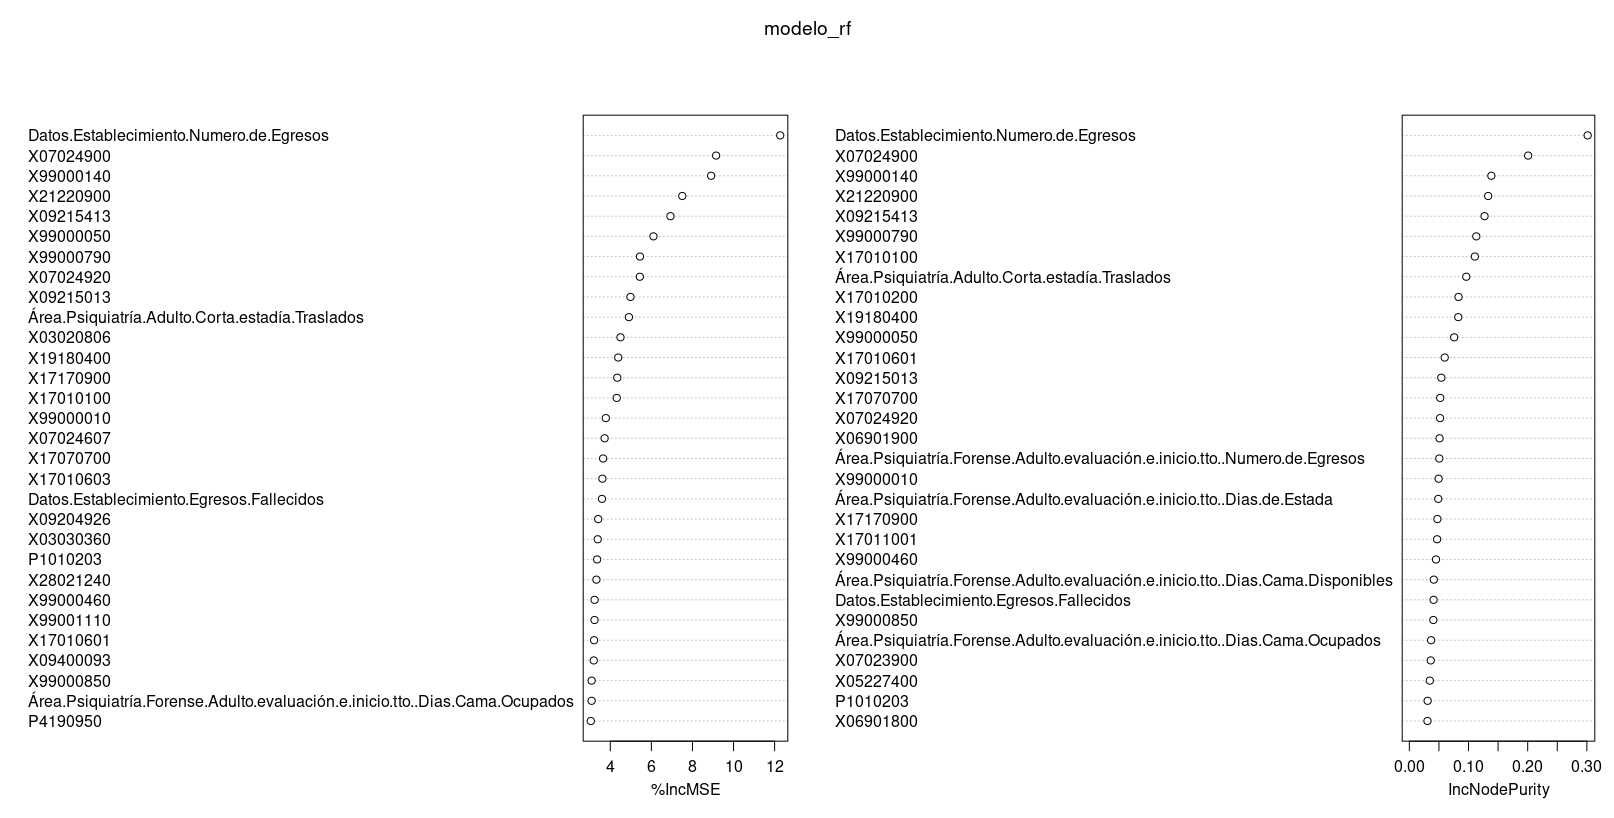 modelo_rf
Datos.Establecimiento.Numero.de.Egresos
X07024900
X99000140
X21220900
X09215413
X99000050
X99000790
X07024920
X09215013
Área.Psiquiatría.Adulto.Corta.estadía.Traslados
X03020806
X19180400
X17170900
X17010100
X99000010
X07024607
X17070700
X17010603
Datos.Establecimiento.Egresos.Fallecidos
X09204926
X03030360
P1010203
X28021240
X99000460
X99001110
X17010601
X09400093
X99000850
Área.Psiquiatría.Forense.Adulto.evaluación.e.inicio.tto..Dias.Cama.Ocupados
P4190950
4 6 8 10 12
%IncMSE
Datos.Establecimiento.Numero.de.Egresos
X07024900
X99000140
X21220900
X09215413
X99000790
X17010100
Área.Psiquiatría.Adulto.Corta.estadía.Traslados
X17010200
X19180400
X99000050
X17010601
X09215013
X17070700
X07024920
X06901900
Área.Psiquiatría.Forense.Adulto.evaluación.e.inicio.tto..Numero.de.Egresos
X99000010
Área.Psiquiatría.Forense.Adulto.evaluación.e.inicio.tto..Dias.de.Estada
X17170900
X17011001
X99000460
Área.Psiquiatría.Forense.Adulto.evaluación.e.inicio.tto..Dias.Cama.Disponibles
Datos.Establecimiento.Egresos.Fallecidos
X99000850
Área.Psiquiatría.Forense.Adulto.evaluación.e.inicio.tto..Dias.Cama.Ocupados
X07023900
X05227400
P1010203
X06901800
0.00 0.10 0.20 0.30
IncNodePurity